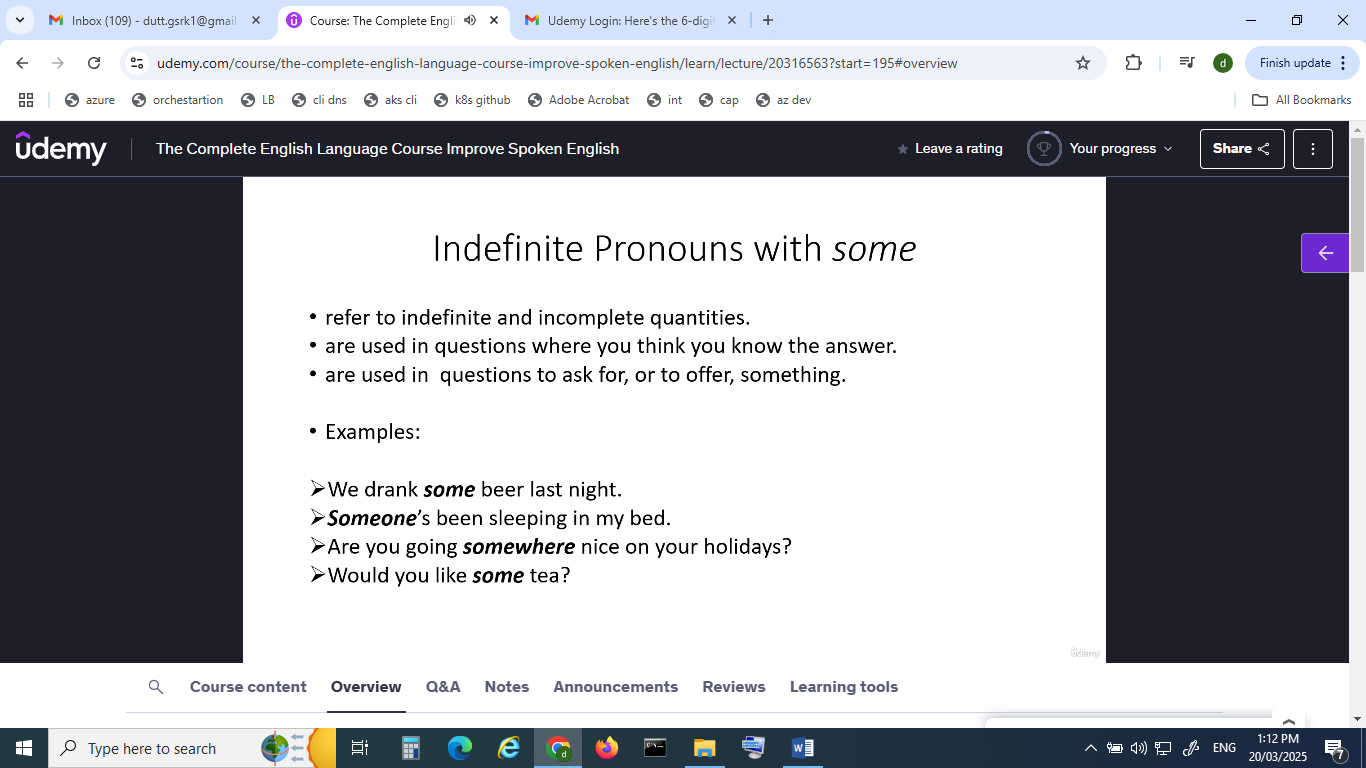 Inbox (109) - dutt.gsrk1@gmail
Course: The Complete Engli
Udemy Login: Here's the 6-digi
udemy.com/course/the-complete-english-language-course-improve-spoken-english/learn/lecture/20316563?start=195#overview
d
Finish update
azure
orchestartion
LB
cli dns
aks cli
k8s github
Adobe Acrobat
int
cap
az dev
All Bookmarks
udemy
The Complete English Language Course Improve Spoken English
Leave a rating
Your progress
Share
Indefinite Pronouns with some
• refer to indefinite and incomplete quantities.
• are used in questions where you think you know the answer.
• are used in  questions to ask for, or to offer, something.
• Examples:
➢We drank some beer last night.
➢Someone’s been sleeping in my bed.
➢Are you going somewhere nice on your holidays?
➢Would you like some tea?
udemy
Course content
Overview
Q&A
Notes
Announcements
Reviews
Learning tools
Type here to search
ENG
1:12 PM
20/03/2025
7